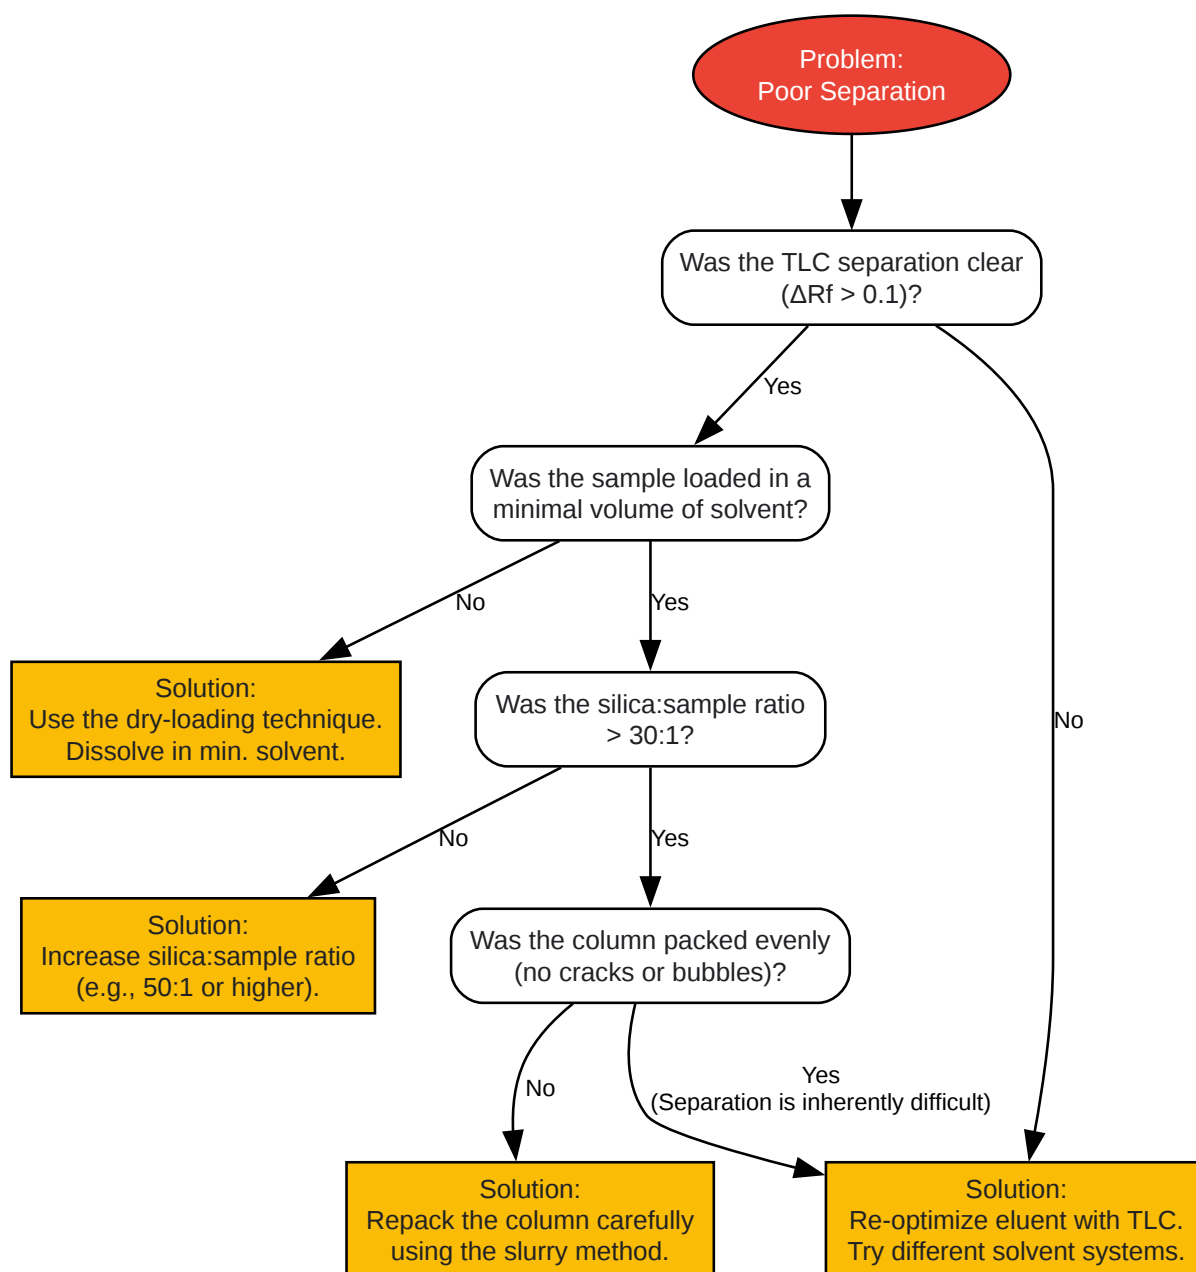 Problem:
Poor Separation
Was the TLC separation clear
(ΔRf > 0.1)?
Yes
Was the sample loaded in a
minimal volume of solvent?
No
Yes
Solution:
Use the dry-loading technique.
Dissolve in min. solvent.
Was the silica:sample ratio
> 30:1?
No
No
Yes
Solution:
Increase silica:sample ratio
(e.g., 50:1 or higher).
Was the column packed evenly
(no cracks or bubbles)?
No
Yes
(Separation is inherently difficult)
Solution:
Repack the column carefully
using the slurry method.
Solution:
Re-optimize eluent with TLC.
Try different solvent systems.